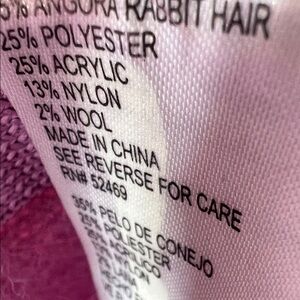 5% ANGORA RABBIT HAIR
25% POLYESTER
25% ACRYLIC
13% NYLON
2% WOOL
MADE IN CHINA
SEE REVERSE FOR CARE
RN# 52469
35% PELO DE CONEJO